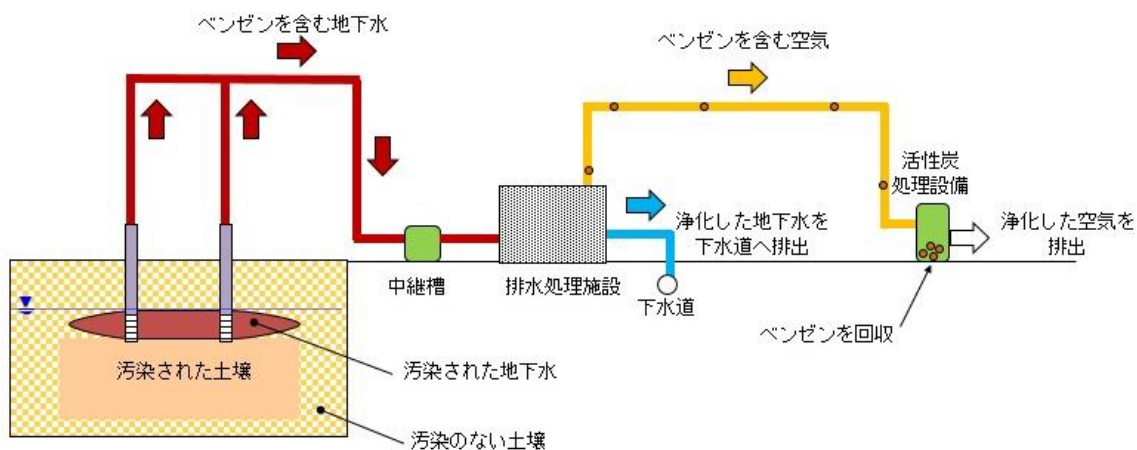 ベンゼンを含む地下水
ベンゼンを含む空気
活性炭
処理設備
浄化した地下水を
下水道へ排出
浄化した空気を
排出
中継槽
排水処理施設
下水道
ベンゼンを回収
汚染された土壌
汚染された地下水
汚染のない土壌